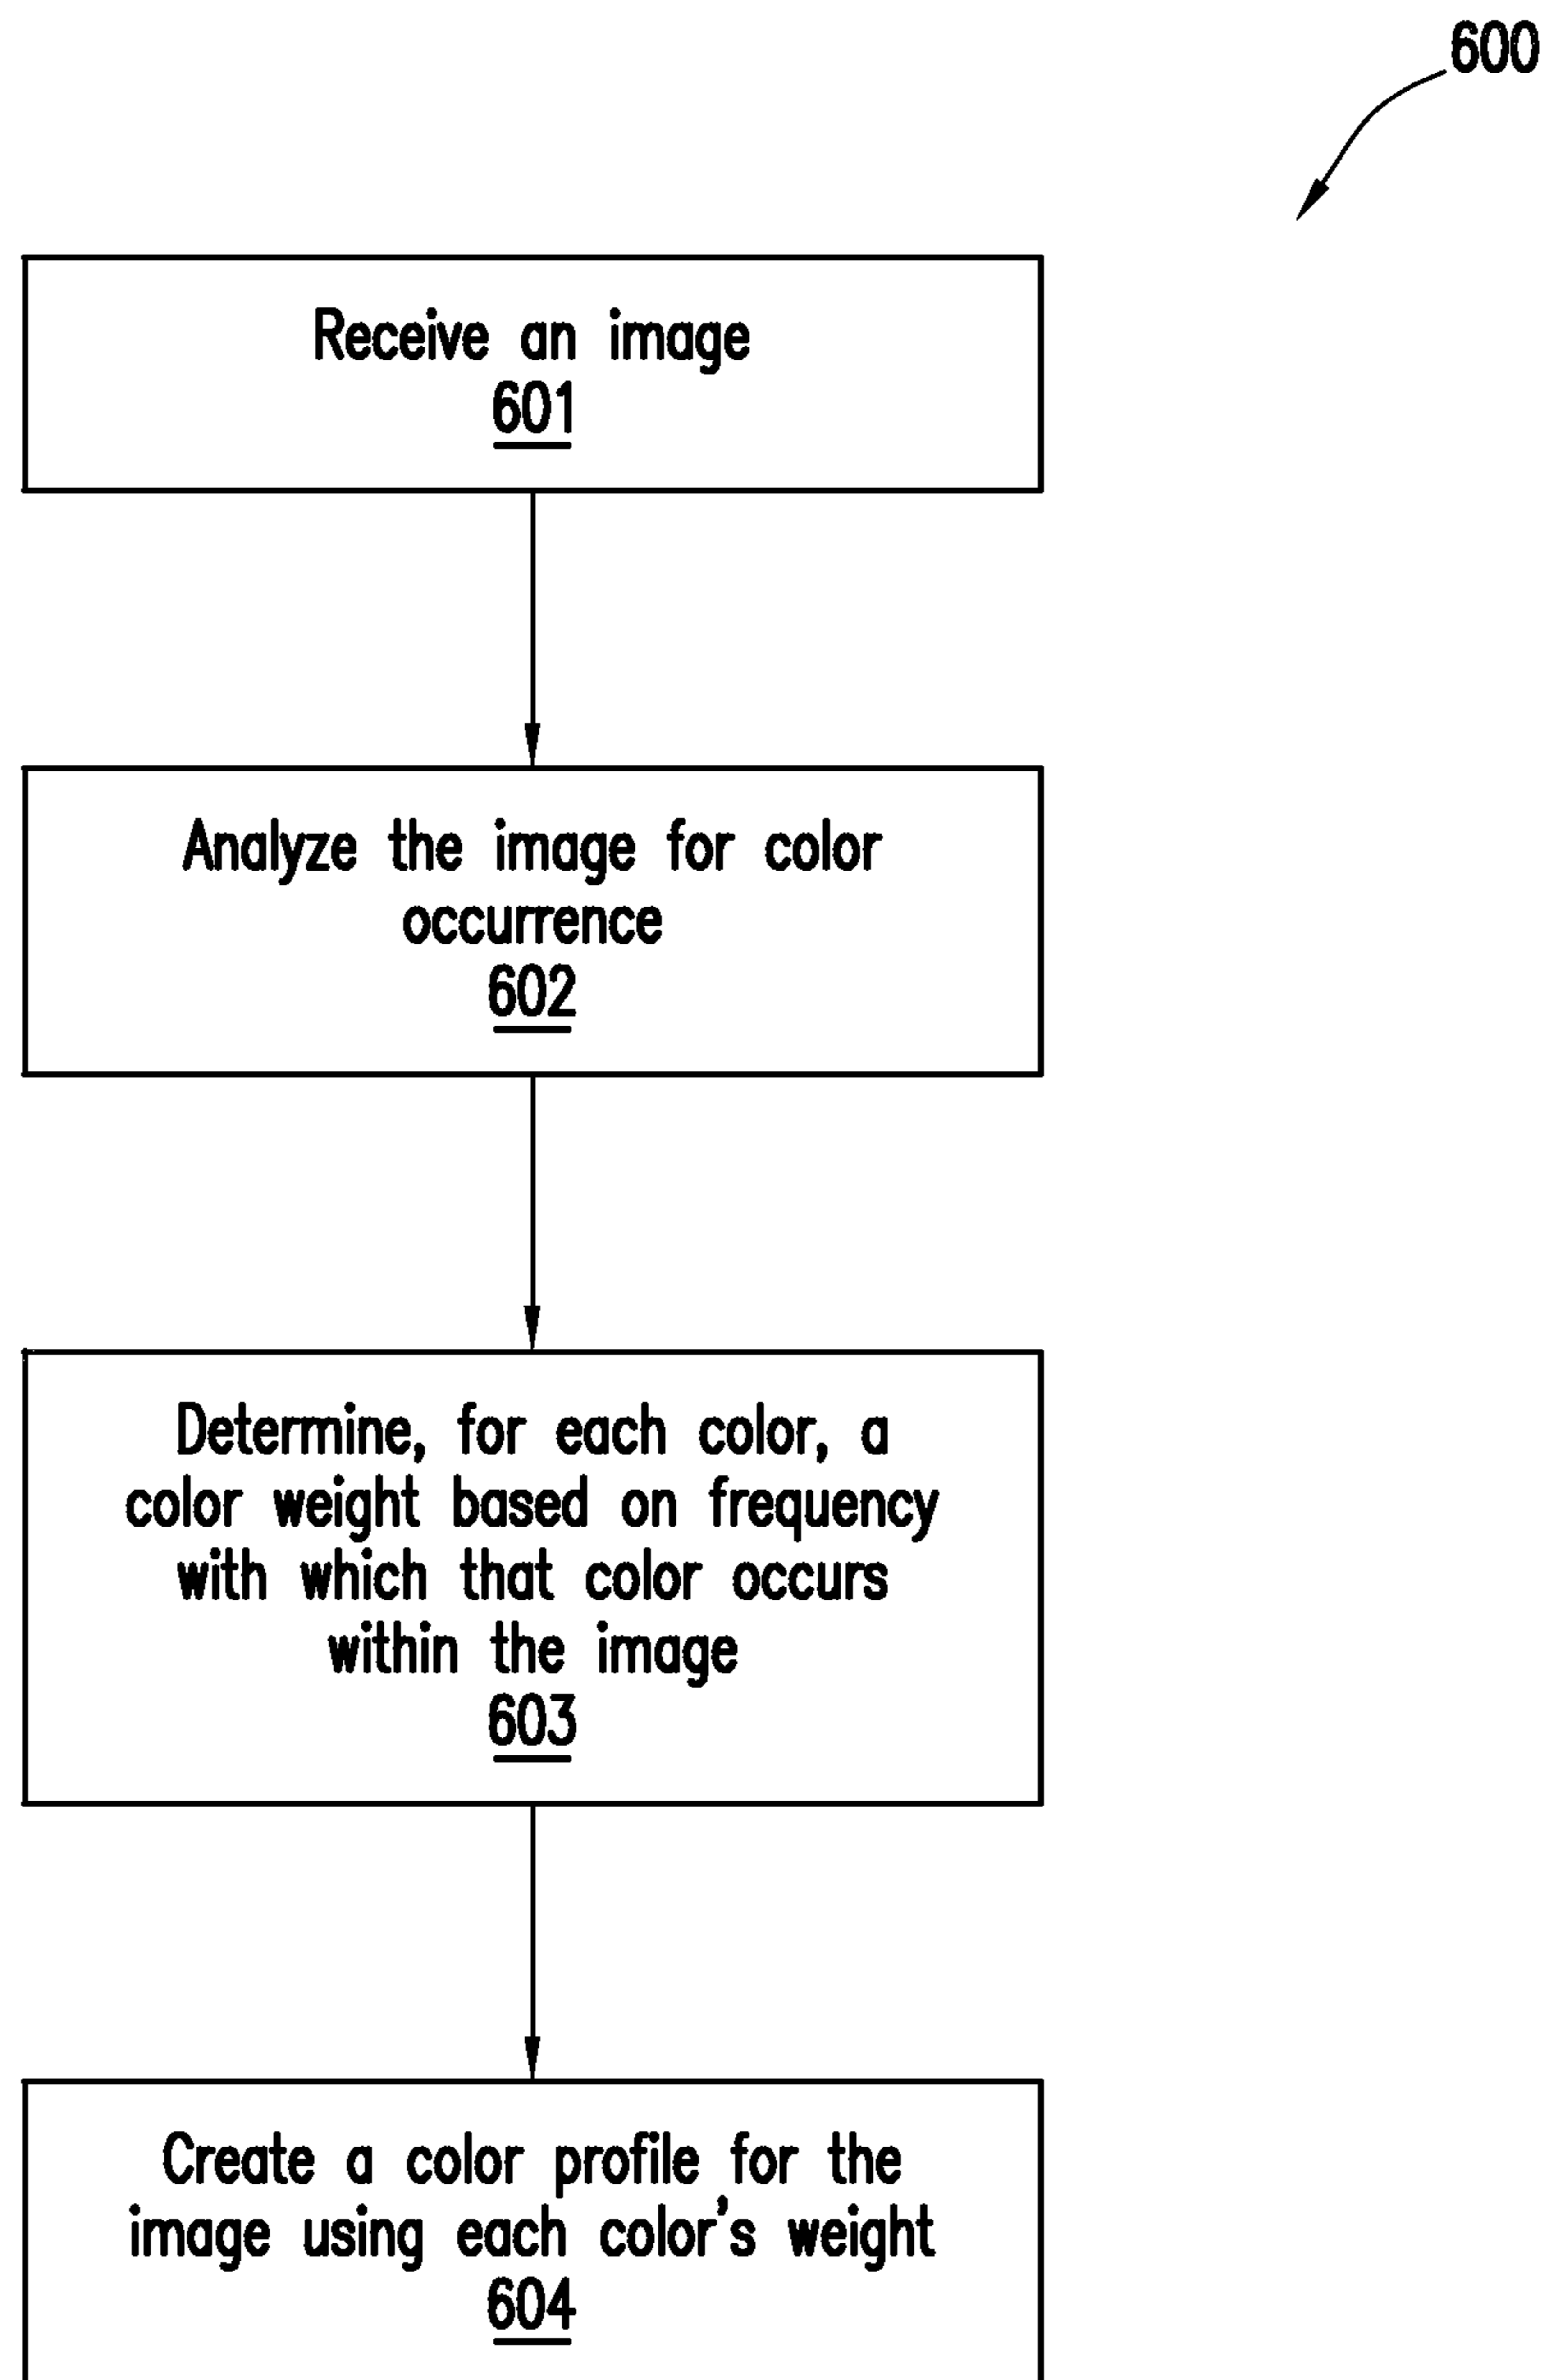 600
Receive an image
601
Analyze the image for color
occurrence
602
Determine, for each color, a
color weight based on frequency
with which that color occurs
within the image
603
Create a color profile for the
image using each color's weight
604